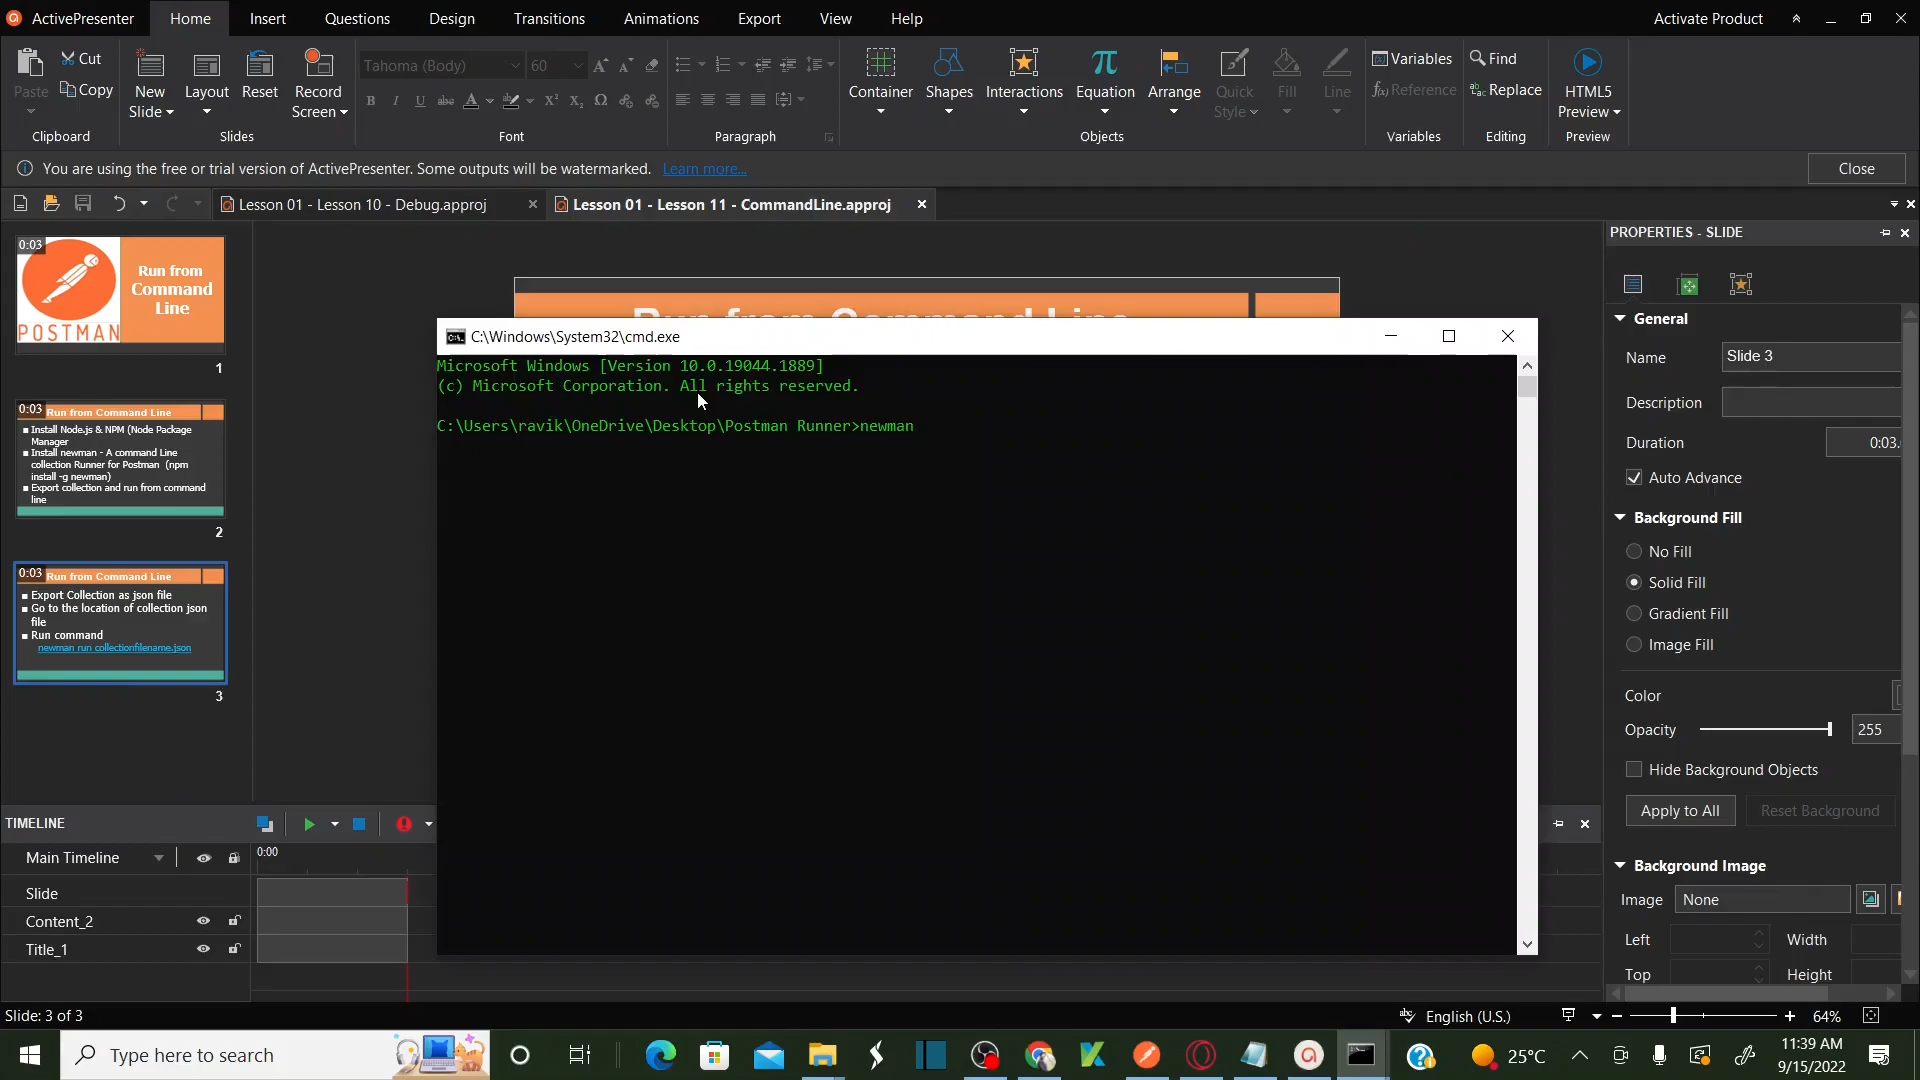 ActivePresenter
Home
Insert
Questions
Design
Transitions
Animations
Export
View
Help
Activate Product
Paste
Cut
Copy
Clipboard
New
Slide
Layout
Reset
Record
Screen
Slides
Tahoma (Body)
60
Font
Paragraph
Container
Shapes
Interactions
Equation
Arrange
Quick
Style
Fill
Line
Objects
Variables
Reference
Variables
Find
Replace
Editing
HTML5
Preview
Preview
You are using the free or trial version of ActivePresenter. Some outputs will be watermarked. Learn more...
Close
Lesson 01 - Lesson 10 - Debug.approj
Lesson 01 - Lesson 11 - CommandLine.approj
0:03
Run from
Command
Line
POSTMAN
1
0:03
Run from Command Line
Install Node.js & NPM (Node Package
Manager
Install newman - A command Line
collection Runner for Postman (npm
install -g newman)
Export collection and run from command
line
2
0:03
Run from Command Line
Export Collection as json file
Go to the location of collection json
file
Run command
newman run collectionfilename.json
3
Run from Command Line
C:\Windows\System32\cmd.exe
Microsoft Windows [Version 10.0.19044.1889]
(c) Microsoft Corporation. All rights reserved.
C:\Users\ravik\OneDrive\Desktop\Postman Runner>newman
PROPERTIES - SLIDE
General
Name
Slide 3
Description
Duration
0:03.
Auto Advance
Background Fill
No Fill
Solid Fill
Gradient Fill
Image Fill
Color
Opacity
255
Hide Background Objects
Apply to All
Reset Background
Background Image
Image
None
Left
Width
Top
Height
TIMELINE
Main Timeline
0:00
Slide
Content_2
Title_1
Slide: 3 of 3
English (U.S.)
64%
Type here to search
25°C
11:39 AM
9/15/2022